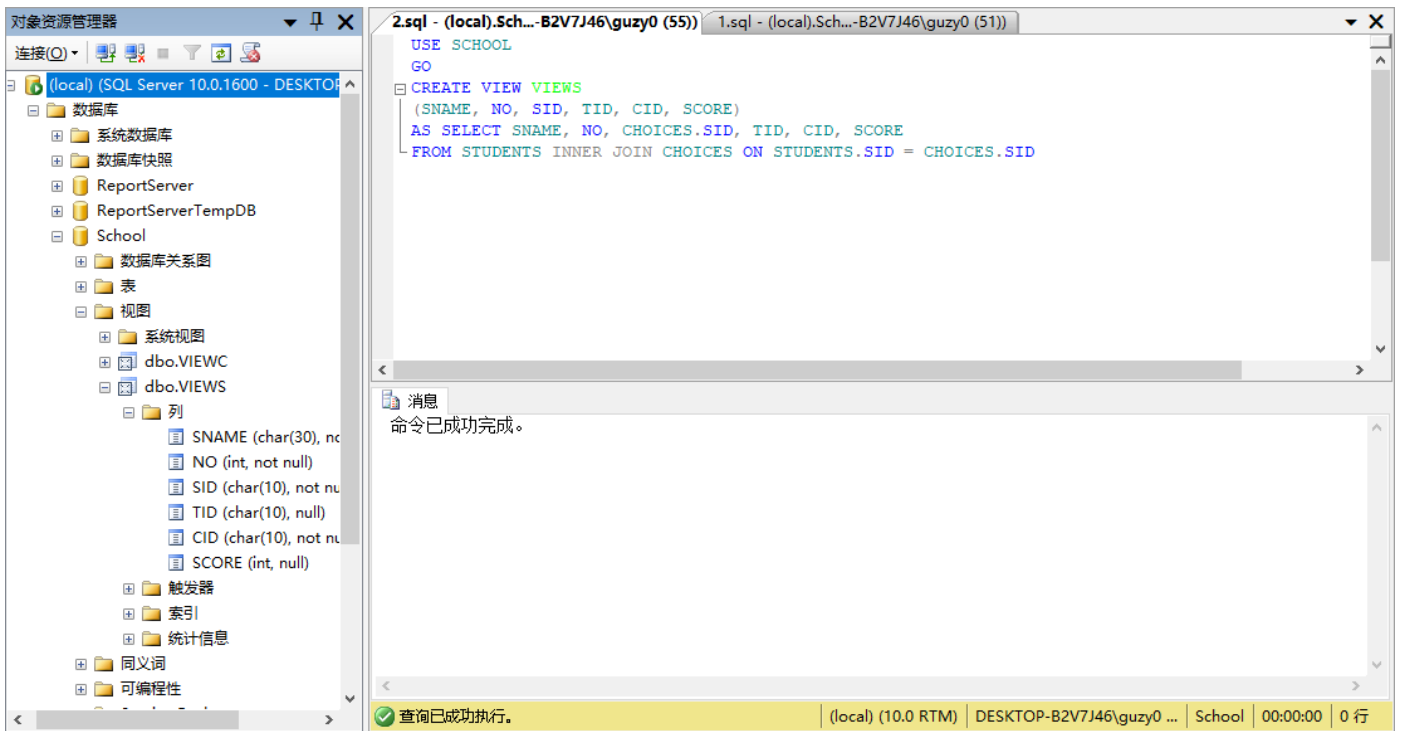 对象资源管理器
连接(O)
(local) (SQL Server 10.0.1600 - DESKTOP
数据库
系统数据库
数据库快照
ReportServer
ReportServerTempDB
School
数据库关系图
表
视图
系统视图
dbo.VIEWC
dbo.VIEWS
列
SNAME (char(30), no
NO (int, not null)
SID (char(10), not nu
TID (char(10), null)
CID (char(10), not nu
SCORE (int, null)
触发器
索引
统计信息
同义词
可编程性
2.sql - (local).Sch...-B2V7J46\guzy0 (55)) 1.sql - (local).Sch...-B2V7J46\guzy0 (51))
USE SCHOOL
GO
CREATE VIEW VIEWS
(SNAME, NO, SID, TID, CID, SCORE)
AS SELECT SNAME, NO, CHOICES.SID, TID, CID, SCORE
FROM STUDENTS INNER JOIN CHOICES ON STUDENTS.SID = CHOICES.SID
消息
命令已成功完成。
查询已成功执行。 (local) (10.0 RTM) DESKTOP-B2V7J46\guzy0 ... School 00:00:00 0 行